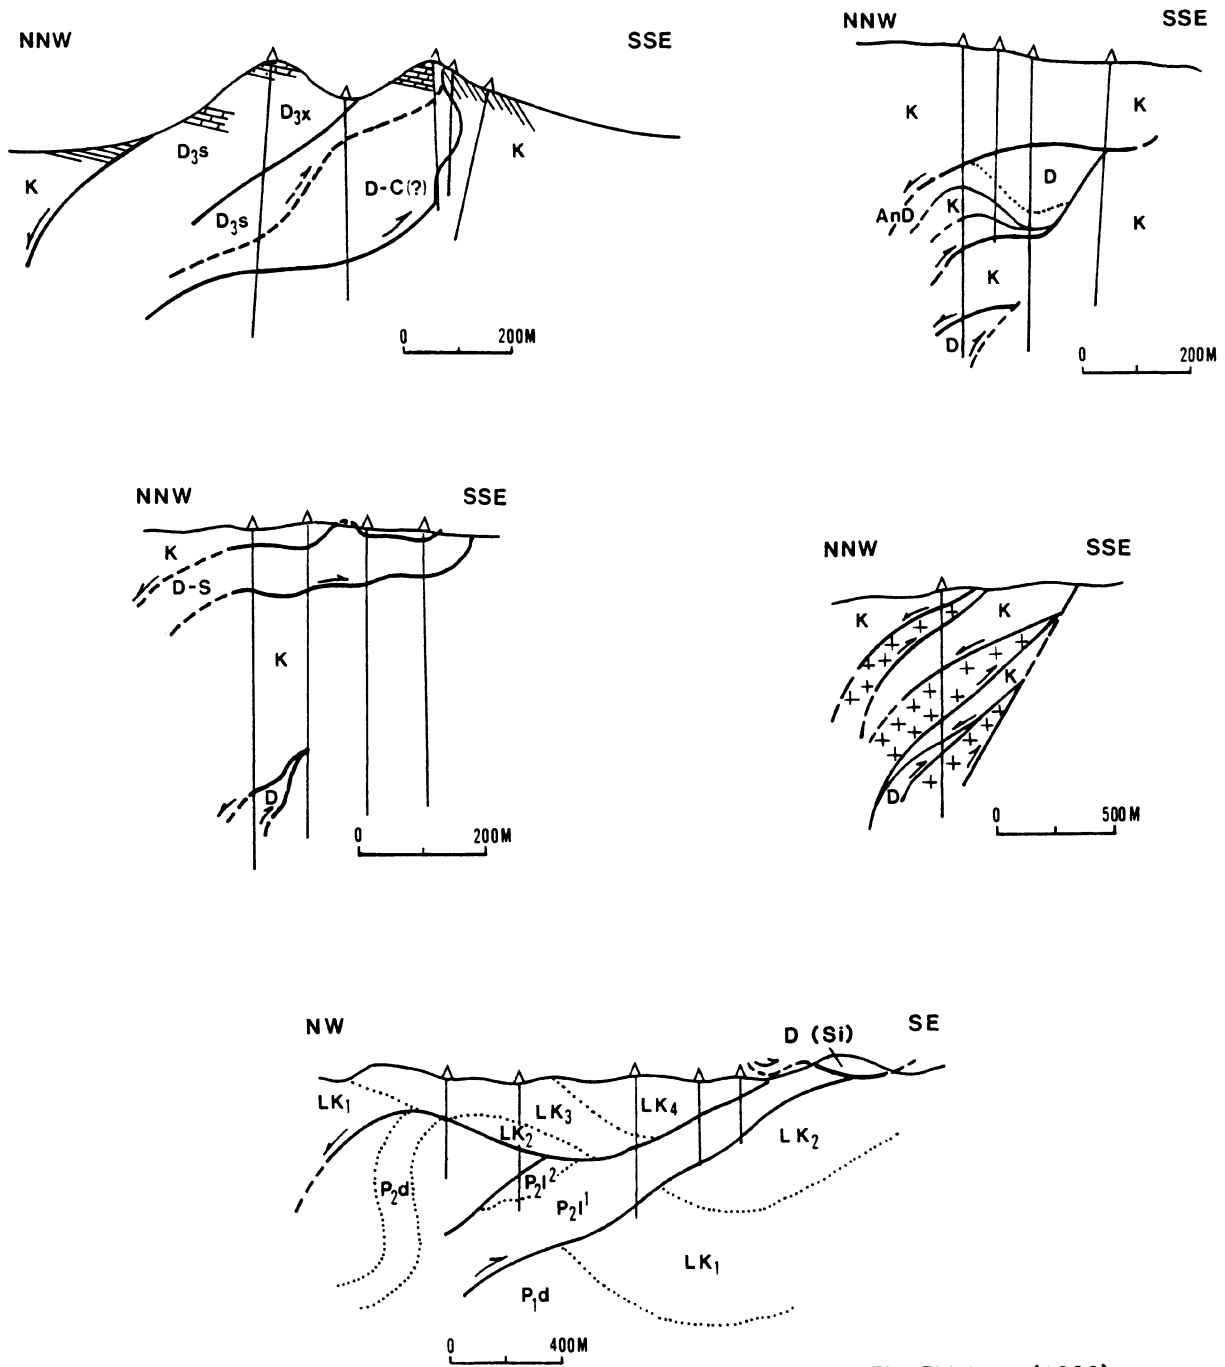 NNW SSE
D₃x
D₃s
K
K
D-C(?)
D₃s
0 200M
NNW SSE
K K
D
K
AnD
K
K
D
0 200M
NNW SSE
K
D-S
K
D
0 200M
NNW SSE
K K
K
D
0 500M
NW SE
D (Si)
LK₁ LK₃ LK₄
LK₂ LK₂
P₂d P₂l²
P₂l¹
LK₁
P₁d
0 400M